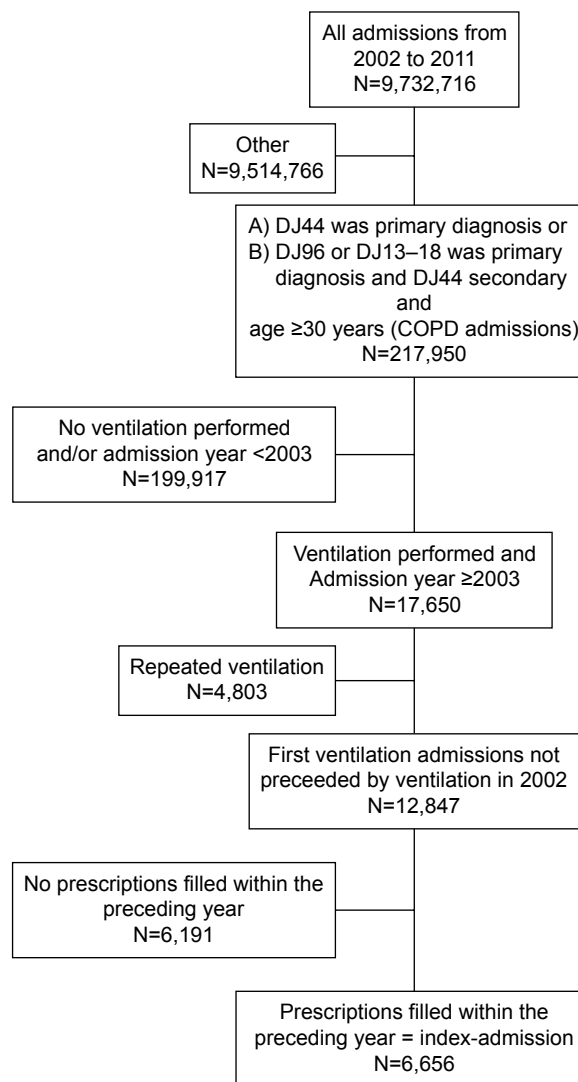 All admissions from
2002 to 2011
N=9,732,716
Other
N=9,514,766
A) DJ44 was primary diagnosis or
B) DJ96 or DJ13–18 was primary
diagnosis and DJ44 secondary
and
age ≥30 years (COPD admissions)
N=217,950
No ventilation performed
and/or admission year <2003
N=199,917
Ventilation performed and
Admission year ≥2003
N=17,650
Repeated ventilation
N=4,803
First ventilation admissions not
preceeded by ventilation in 2002
N=12,847
No prescriptions filled within the
preceding year
N=6,191
Prescriptions filled within the
preceding year = index-admission
N=6,656